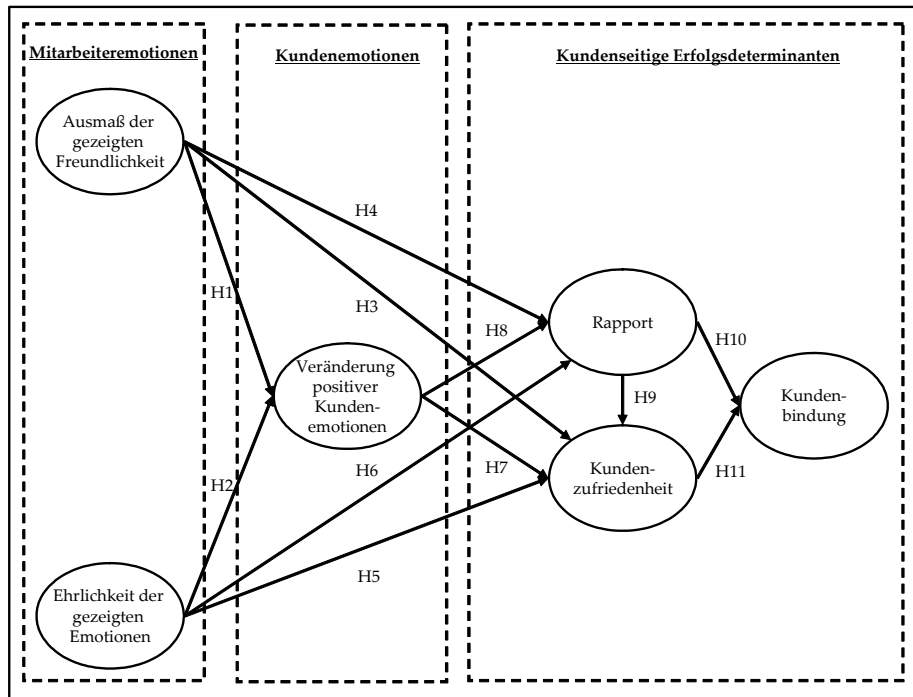 Mitarbeiteremotionen
Kundenemotionen
Kundenseitige Erfolgsdeterminanten
Ausmaß der
gezeigten
Freundlichkeit
H4
H1
H3
H8
Rapport
H10
Veränderung
positiver
Kunden-
emotionen
H9
Kunden-
bindung
H2
H6
H7
Kunden-
zufriedenheit
H11
H5
Ehrlichkeit der
gezeigten
Emotionen